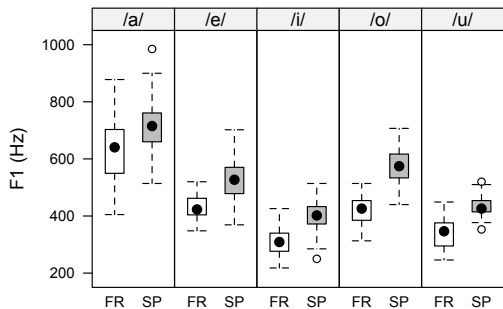 /a/ /e/ /i/ /o/ /u/
F1 (Hz)
1000
800
600
400
200
FR SP FR SP FR SP FR SP FR SP